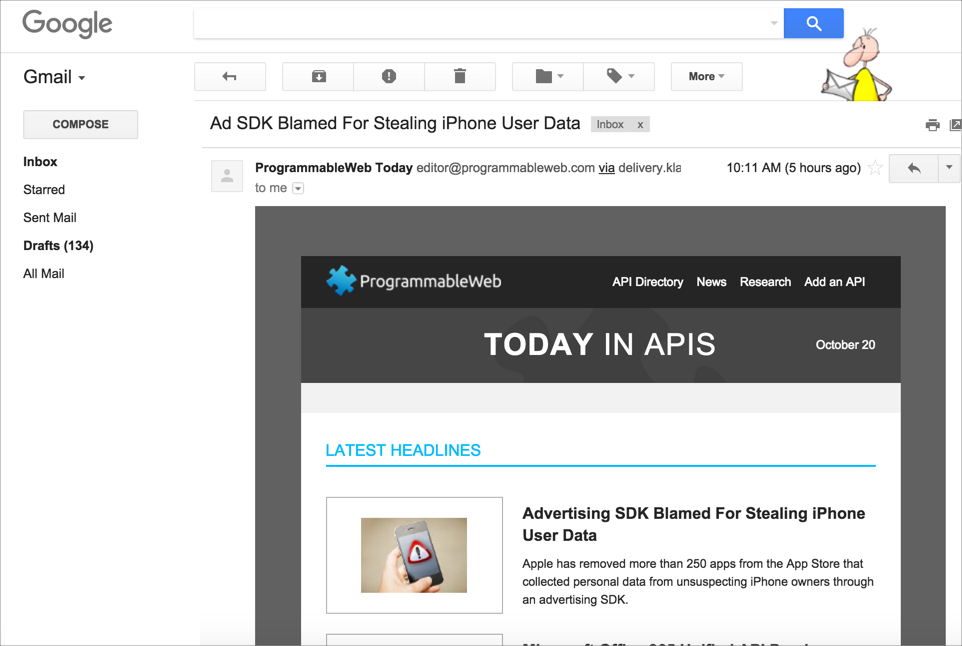 Google
Gmail
More
COMPOSE
Ad SDK Blamed For Stealing iPhone User Data Inbox x
Inbox
Starred
Sent Mail
Drafts (134)
All Mail
ProgrammableWeb Today editor@programmableweb.com via delivery.kla
10:11 AM (5 hours ago)
to me
ProgrammableWeb
API Directory News Research Add an API
TODAY IN APIS
October 20
LATEST HEADLINES
Advertising SDK Blamed For Stealing iPhone
User Data
Apple has removed more than 250 apps from the App Store that
collected personal data from unsuspecting iPhone owners through
an advertising SDK.